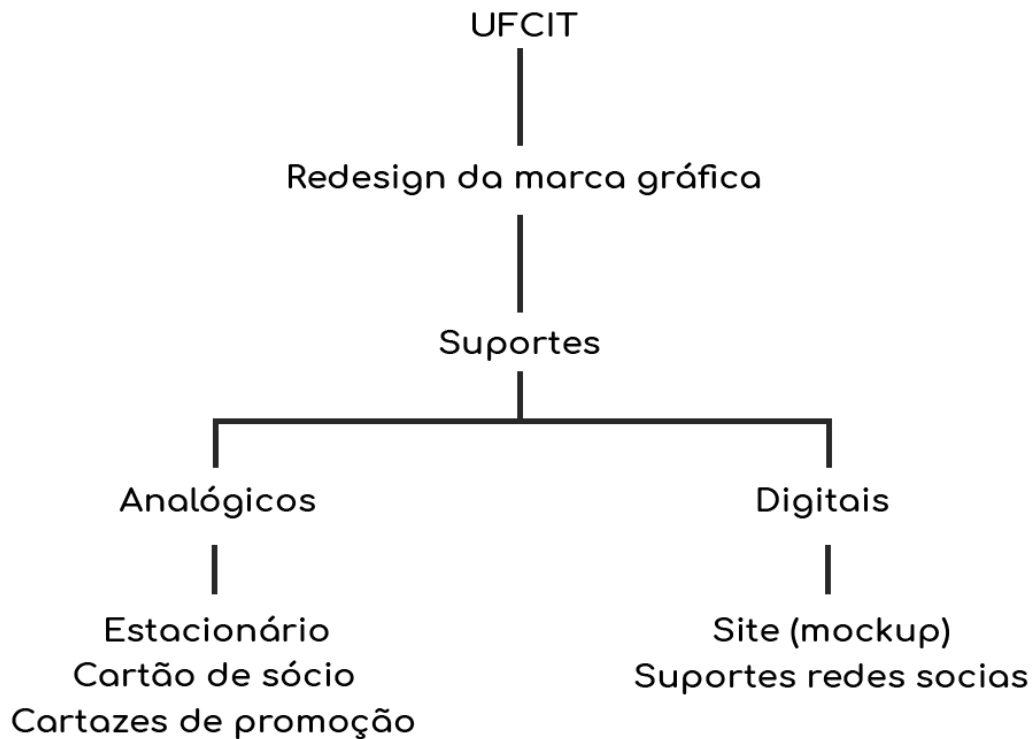 UFCIT
Redesign da marca gráfica
Suportes
Analógicos
Digitais
Estacionário
Cartão de sócio
Cartazes de promoção
Site (mockup)
Suportes redes socias